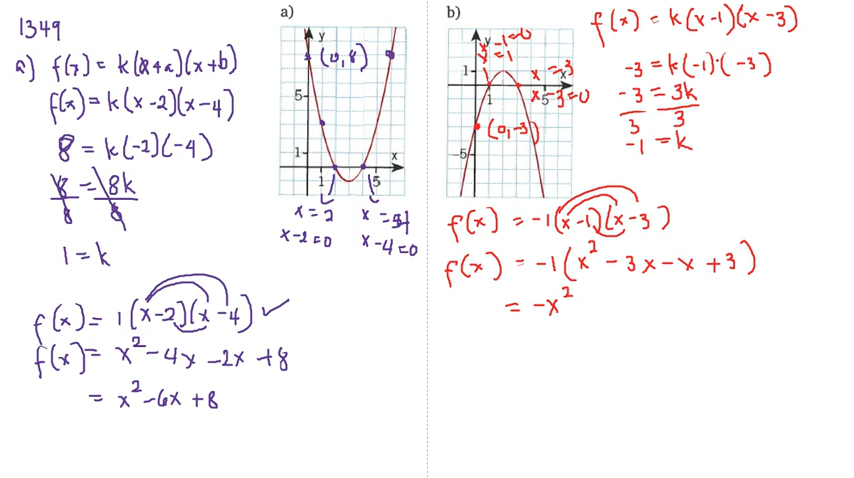 1349
a) f(x) = k(x+a)(x+b)
f(x) = k(x-2)(x-4)
8 = k(-2)(-4)
8 = 8k
8 8
1 = k
f(x) = 1(x-2)(x-4) ✓
f(x) = x² - 4x - 2x + 8
= x² - 6x + 8
a)
y
(0,8)
5
1
x
1
5
x = 2
x = 4
x-2=0
x-4=0
b)
y
x-1=0
x=1
1
x=3
x
x-3=0
1
5
(0,-3)
-5
f(x) = k(x-1)(x-3)
-3 = k(-1)·(-3)
-3 = 3k
3 3
-1 = k
f(x) = -1(x-1)(x-3)
f(x) = -1(x² - 3x - x + 3)
= -x²